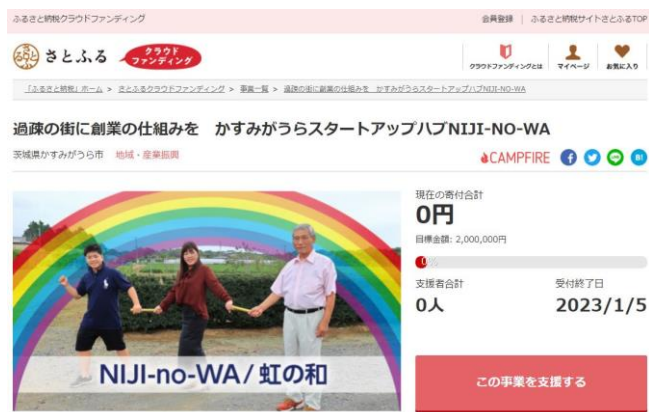 ふるさと納税クラウドファンディング
会員登録 | ふるさと納税サイトさとふるTOP
さとふる クラウドファンディング
クラウドファンディングとは マイページ お気に入り
「ふるさと納税」ホーム > さとふるクラウドファンディング > 事業一覧 > 過疎の街に創業の仕組みを かすみがうらスタートアップハブNIJI-NO-WA
過疎の街に創業の仕組みを かすみがうらスタートアップハブNIJI-NO-WA
茨城県かすみがうら市 地域・産業振興
CAMPFIRE
現在の寄付合計
0円
目標金額: 2,000,000円
0%
支援者合計 受付終了日
0人 2023/1/5
NIJI-no-WA/虹の和
この事業を支援する